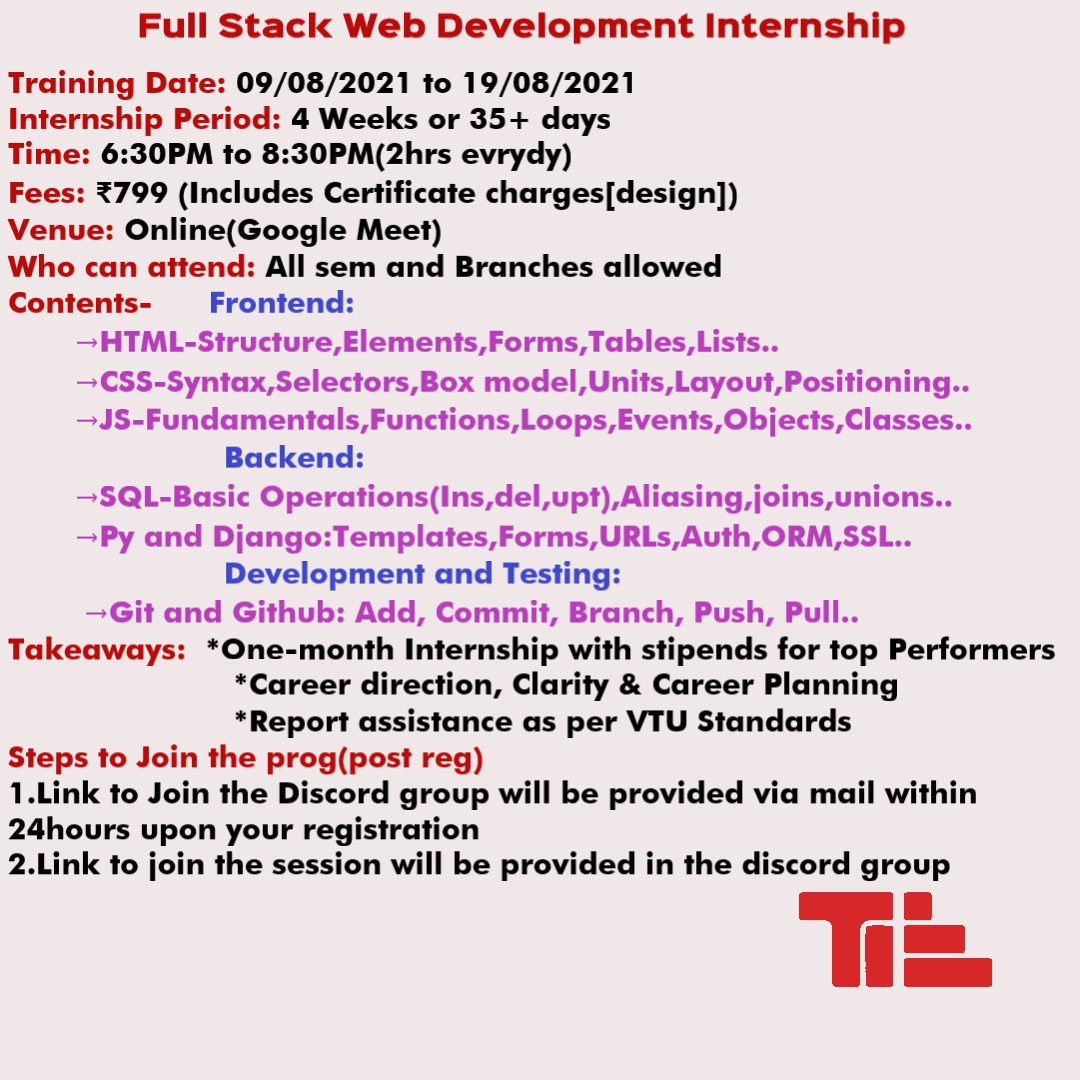 Full Stack Web Development Internship
Training Date: 09/08/2021 to 19/08/2021
Internship Period: 4 Weeks or 35+ days
Time: 6:30PM to 8:30PM(2hrs evrydy)
Fees: ₹799 (Includes Certificate charges[design])
Venue: Online(Google Meet)
Who can attend: All sem and Branches allowed
Contents- Frontend:
→HTML-Structure,Elements,Forms,Tables,Lists..
→CSS-Syntax,Selectors,Box model,Units,Layout,Positioning..
→JS-Fundamentals,Functions,Loops,Events,Objects,Classes..
Backend:
→SQL-Basic Operations(Ins,del,upt),Aliasing,joins,unions..
→Py and Django:Templates,Forms,URLs,Auth,ORM,SSL..
Development and Testing:
→Git and Github: Add, Commit, Branch, Push, Pull..
Takeaways: *One-month Internship with stipends for top Performers
*Career direction, Clarity & Career Planning
*Report assistance as per VTU Standards
Steps to Join the prog(post reg)
1.Link to Join the Discord group will be provided via mail within
24hours upon your registration
2.Link to join the session will be provided in the discord group